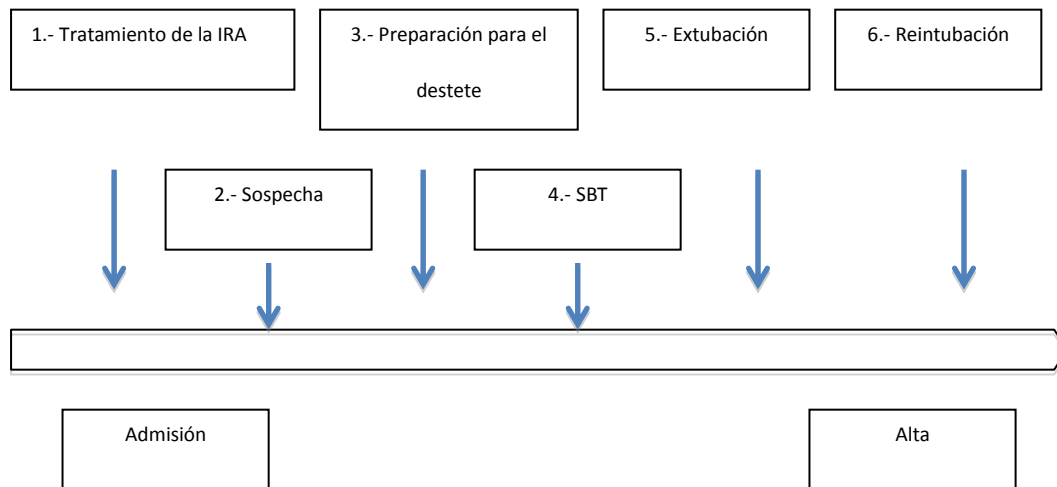 1.- Tratamiento de la IRA
3.- Preparación para el
destete
5.- Extubación
6.- Reintubación
2.- Sospecha
4.- SBT
Admisión
Alta